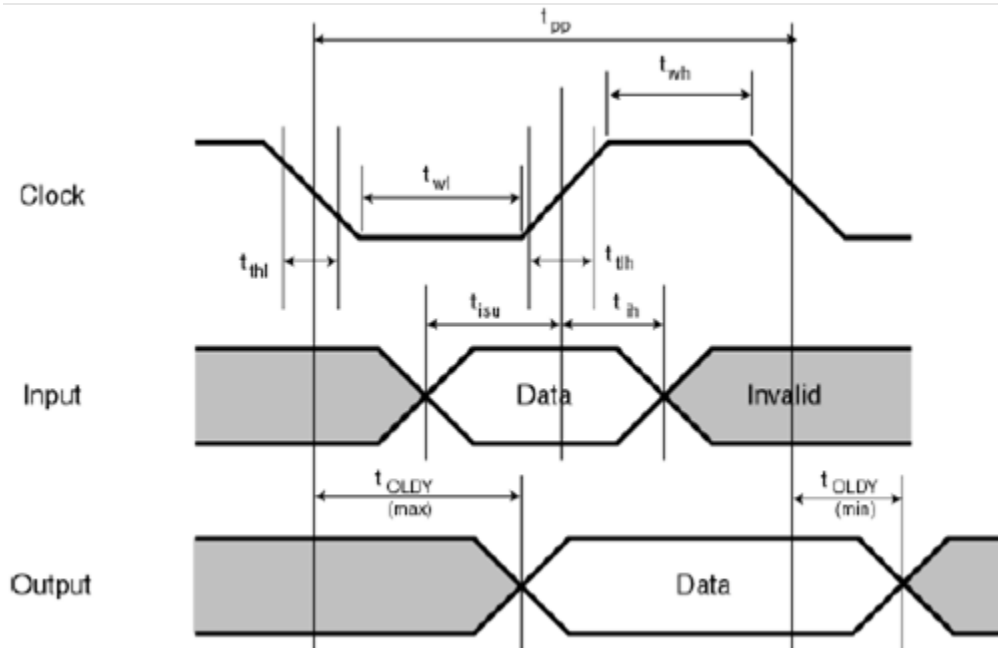 tpp
twh
Clock
twl
tthl
ttlh
tisu
tih
Input
Data
Invalid
tOLDY
(max)
tOLDY
(min)
Output
Data